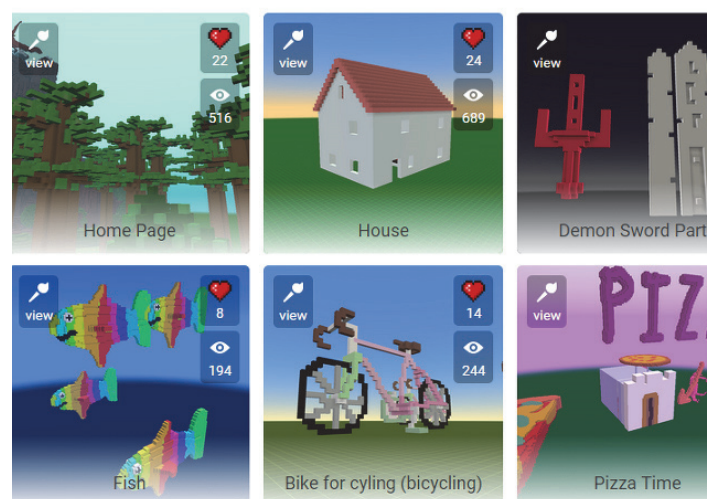 view
22
516
Home Page
view
24
689
House
view
Demon Sword Part
view
8
194
Fish
view
14
244
Bike for cyling (bicycling)
view
PIZZ
Pizza Time